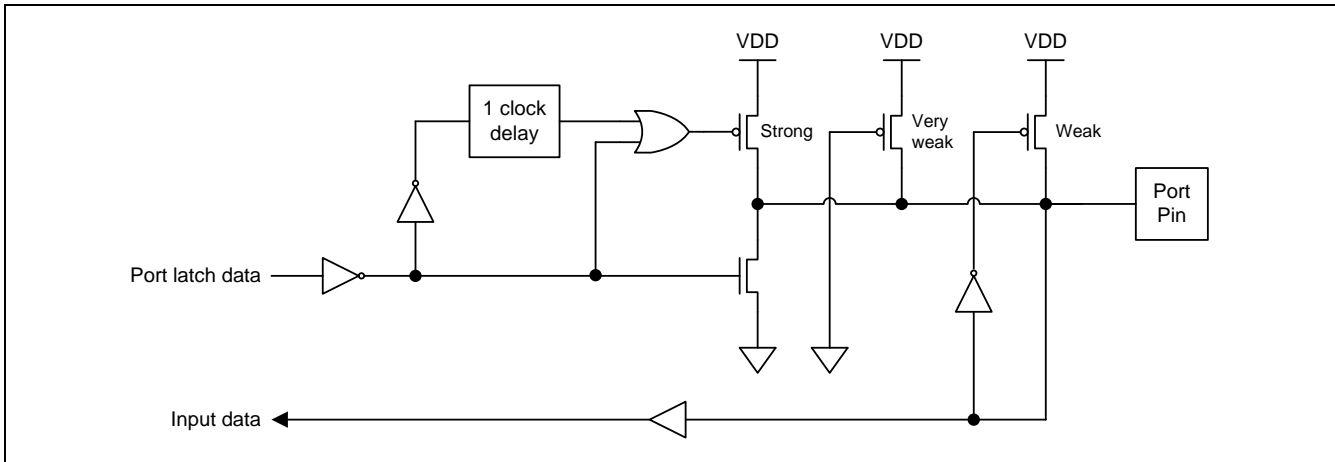 VDD
VDD
VDD
1 clock
delay
Strong
Very
weak
Weak
Port
Pin
Port latch data
Input data